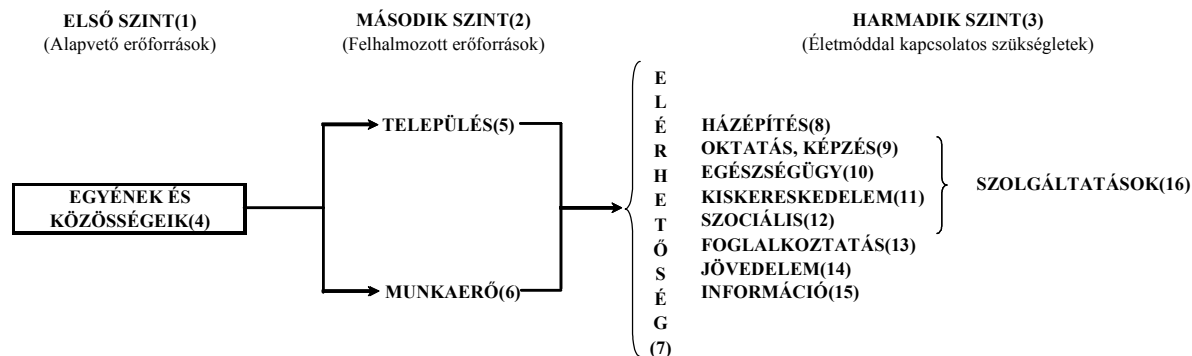 ELSŐ SZINT(1)
(Alapvető erőforrások)
MÁSODIK SZINT(2)
(Felhalmozott erőforrások)
HARMADIK SZINT(3)
(Életmóddal kapcsolatos szükségletek)
EGYÉNEK ÉS
KÖZÖSSÉGEIK(4)
TELEPÜLÉS(5)
MUNKAERŐ(6)
E
L
É
R
H
E
T
Ő
S
É
G
(7)
HÁZÉPÍTÉS(8)
OKTATÁS, KÉPZÉS(9)
EGÉSZSÉGÜGY(10)
KISKERESKEDELEM(11)
SZOCIÁLIS(12)
FOGLALKOZTATÁS(13)
JÖVEDELEM(14)
INFORMÁCIÓ(15)
SZOLGÁLTATÁSOK(16)